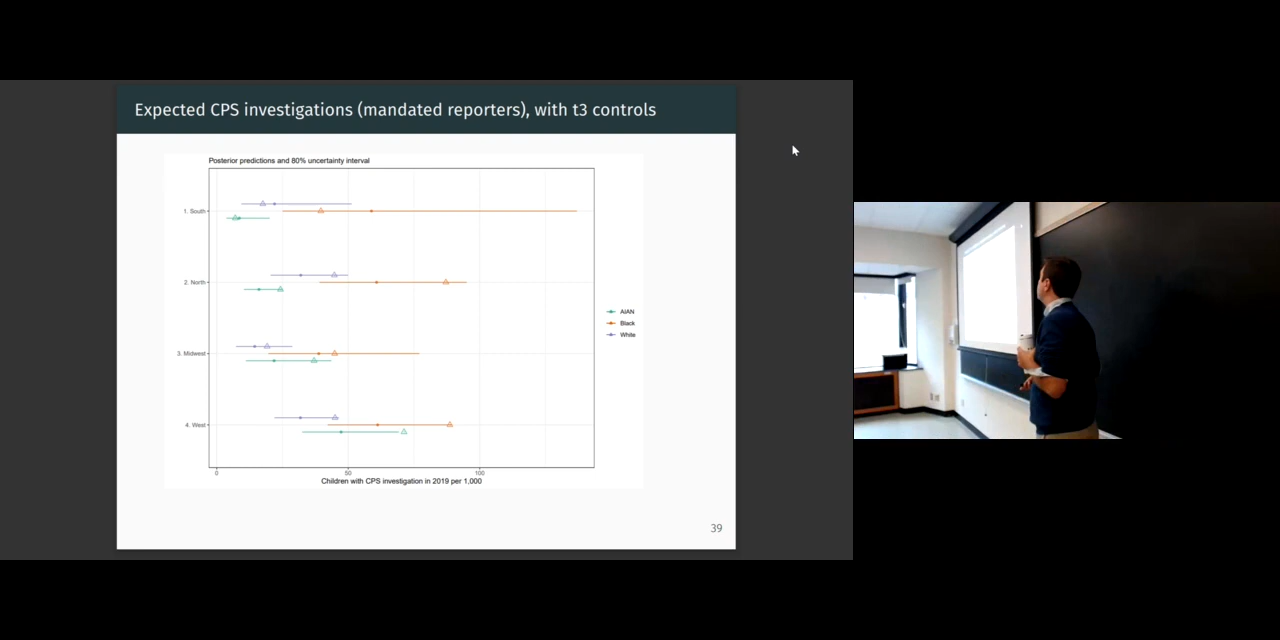 Expected CPS investigations (mandated reporters), with t3 controls
Posterior predictions and 80% uncertainty interval
1. South
2. North
3. Midwest
4. West
AIAN
Black
White
0 50 100
Children with CPS investigation in 2019 per 1,000
39